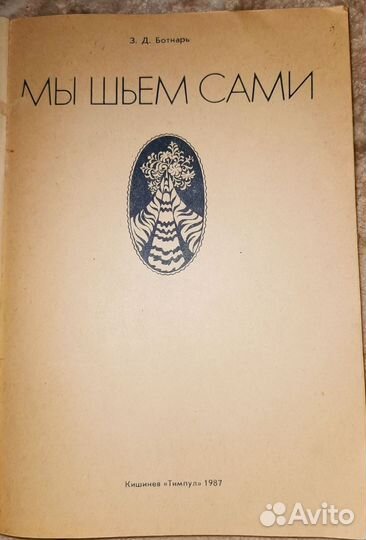 З. Д. Ботнарь
МЫ ШЬЕМ САМИ
Кишинев «Тимпул» 1987
Avito